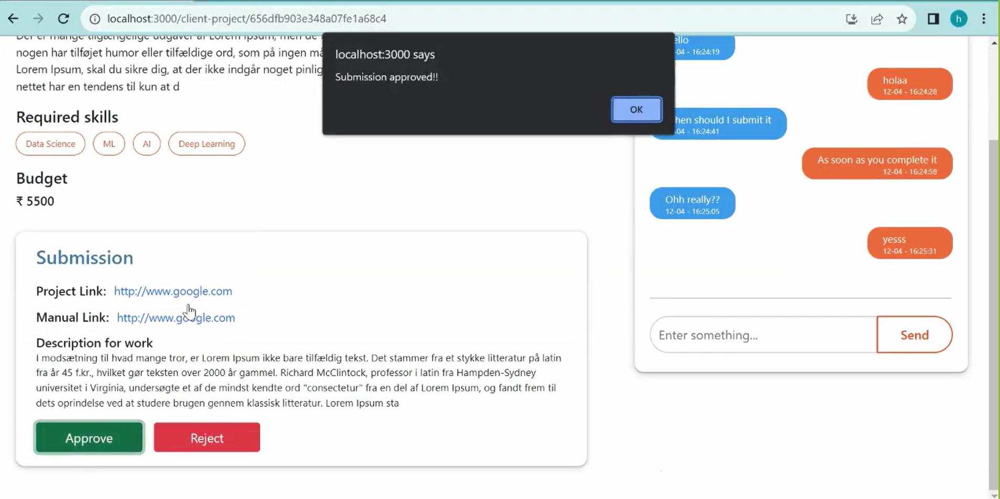 localhost:3000/client-project/656dfb903e348a07fe1a68c4
h
localhost:3000 says
Submission approved!!
OK
Der er mange tilgængelige udgaver af Lorem Ipsum, men de
nogen har tilføjet humor eller tilfældige ord, som på ingen
Lorem Ipsum, skal du sikre dig, at der ikke indgår noget
nettet har en tendens til kun at d
Required skills
Data Science
ML
AI
Deep Learning
Budget
₹ 5500
Submission
Project Link: http://www.google.com
Manual Link: http://www.google.com
Description for work
I modsætning til hvad mange tror, er Lorem Ipsum ikke bare tilfældig tekst. Det stammer fra et stykke litteratur på latin
fra år 45 f.kr., hvilket gør teksten over 2000 år gammel. Richard McClintock, professor i latin fra Hampden-Sydney
universitet i Virginia, undersøgte et af de mindst kendte ord "consectetur" fra en del af Lorem Ipsum, og fandt frem til
dets oprindelse ved at studere brugen gennem klassisk litteratur. Lorem Ipsum sta
Approve
Reject
ello
-04 - 16:24:19
holaa
12-04 - 16:24:28
hen should I submit it
-04 - 16:24:41
As soon as you complete it
12-04 - 16:24:58
Ohh really??
12-04 - 16:25:05
yesss
12-04 - 16:25:31
Enter something...
Send